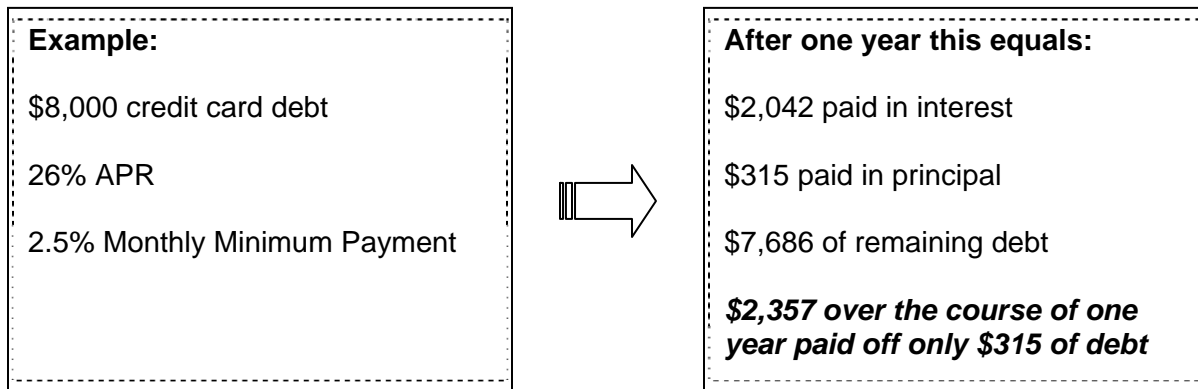 Example:
$8,000 credit card debt
26% APR
2.5% Monthly Minimum Payment
After one year this equals:
$2,042 paid in interest
$315 paid in principal
$7,686 of remaining debt
$2,357 over the course of one
year paid off only $315 of debt